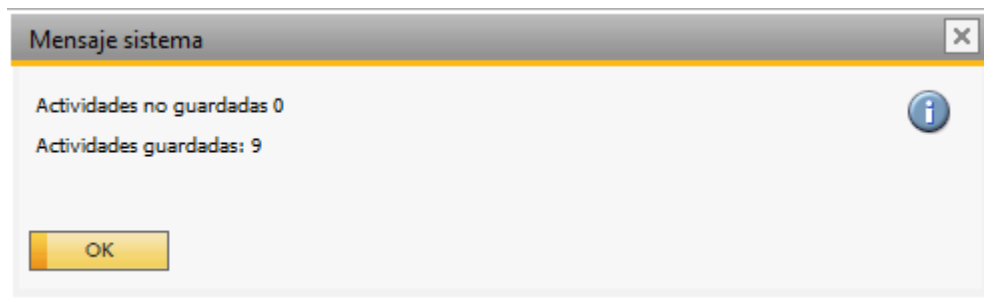 Mensaje sistema
Actividades no guardadas 0
Actividades guardadas: 9
OK